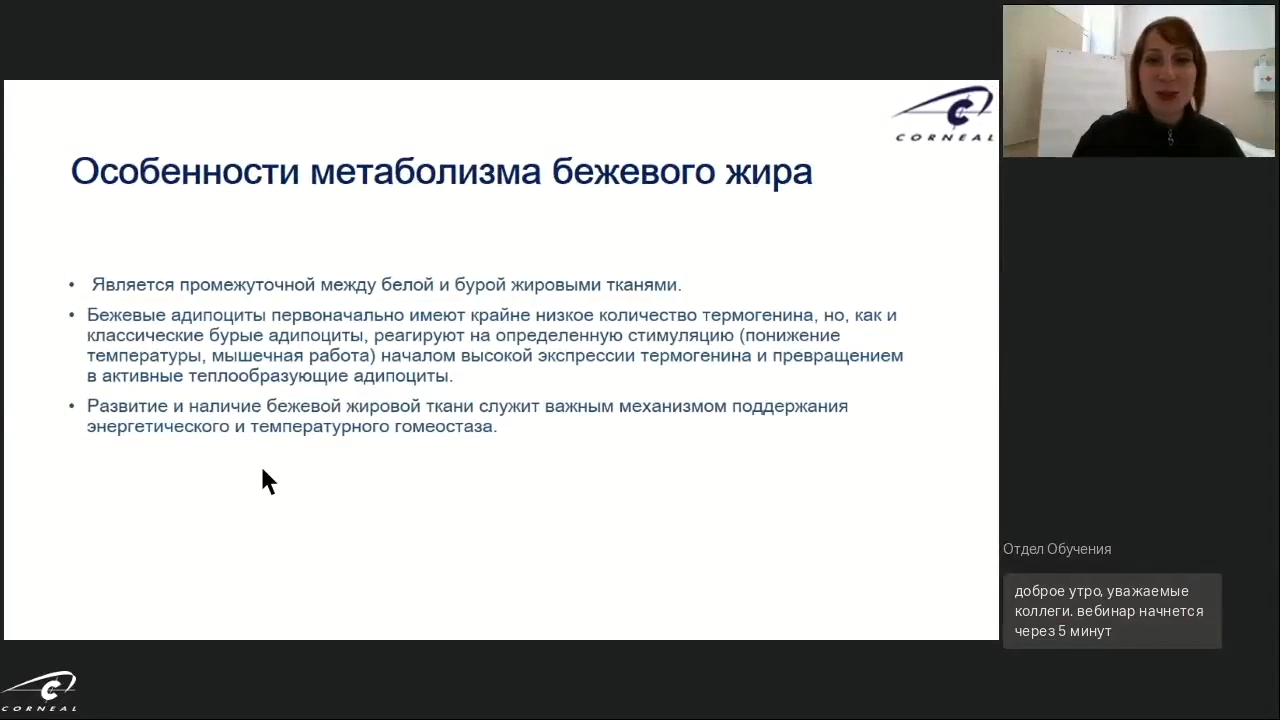 CORNEAL
Особенности метаболизма бежевого жира
• Является промежуточной между белой и бурой жировыми тканями.
• Бежевые адипоциты первоначально имеют крайне низкое количество термогенина, но, как и
классические бурые адипоциты, реагируют на определенную стимуляцию (понижение
температуры, мышечная работа) началом высокой экспрессии термогенина и превращением
в активные теплообразующие адипоциты.
• Развитие и наличие бежевой жировой ткани служит важным механизмом поддержания
энергетического и температурного гомеостаза.
Отдел Обучения
доброе утро, уважаемые
коллеги. вебинар начнется
через 5 минут
CORNEAL